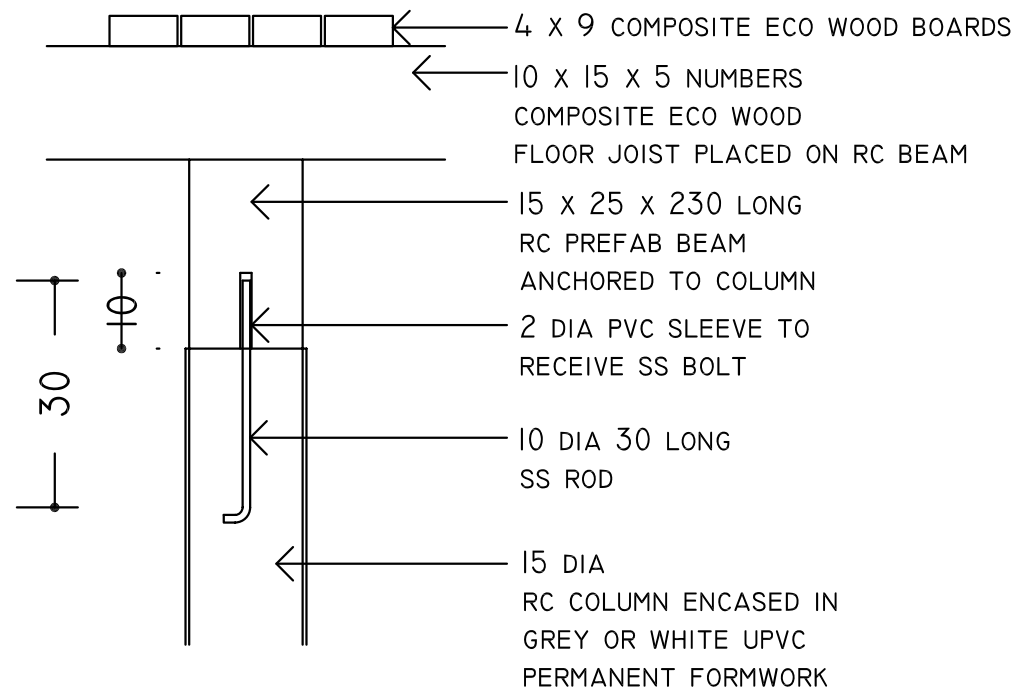 4 X 9 COMPOSITE ECO WOOD BOARDS
10 X 15 X 5 NUMBERS
COMPOSITE ECO WOOD
FLOOR JOIST PLACED ON RC BEAM
15 X 25 X 230 LONG
RC PREFAB BEAM
ANCHORED TO COLUMN
10
2 DIA PVC SLEEVE TO
RECEIVE SS BOLT
30
10 DIA 30 LONG
SS ROD
15 DIA
RC COLUMN ENCASED IN
GREY OR WHITE UPVC
PERMANENT FORMWORK